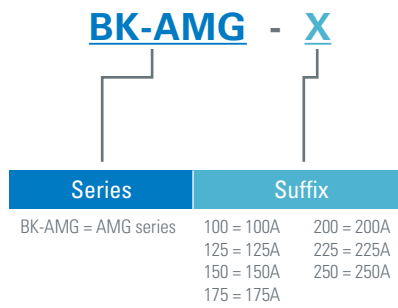 BK-AMG - X
Series Suffix
BK-AMG = AMG series 100 = 100A 200 = 200A
125 = 125A 225 = 225A
150 = 150A 250 = 250A
175 = 175A